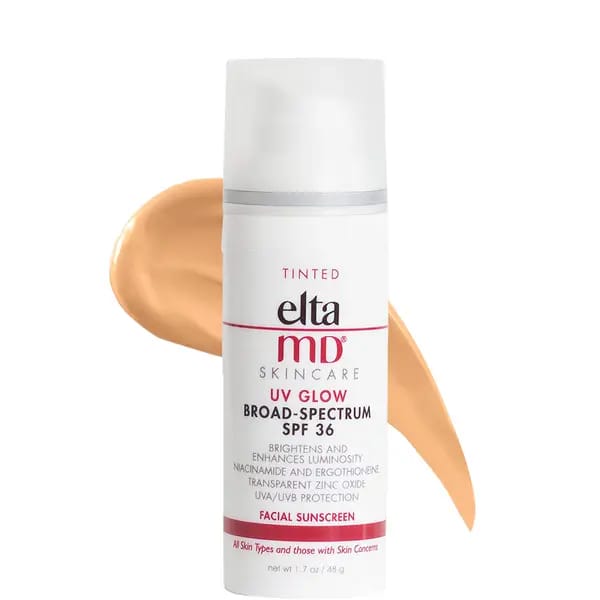 TINTED
elta
MD®
SKINCARE
UV GLOW
BROAD-SPECTRUM
SPF 36
BRIGHTENS AND
ENHANCES LUMINOSITY
NIACINAMIDE AND ERGOTHIONEINE
TRANSPARENT ZINC OXIDE
UVA/UVB PROTECTION
FACIAL SUNSCREEN
All Skin Types and those with Skin Concerns
net wt 1.7 oz / 48 g